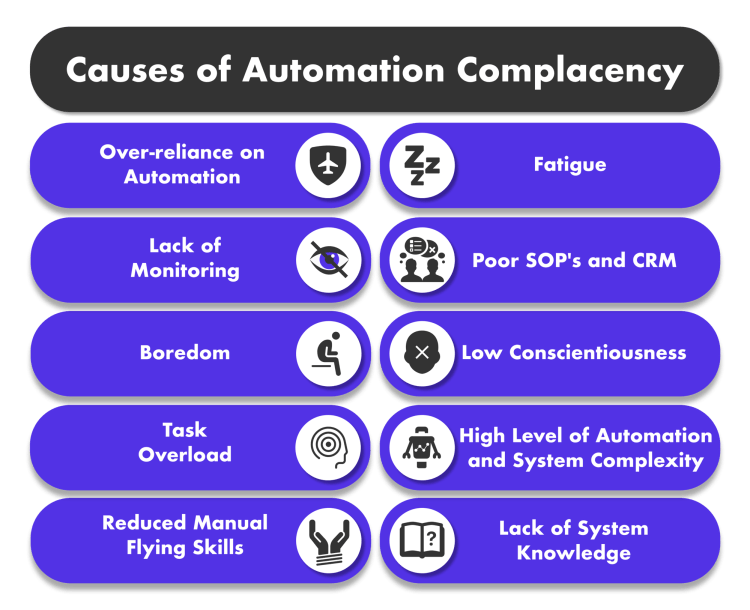 Causes of Automation Complacency
Over-reliance on
Automation
Zzz
Fatigue
Lack of
Monitoring
Poor SOP's and CRM
Boredom
Low Conscientiousness
Task
Overload
High Level of Automation
and System Complexity
Reduced Manual
Flying Skills
?
Lack of System
Knowledge